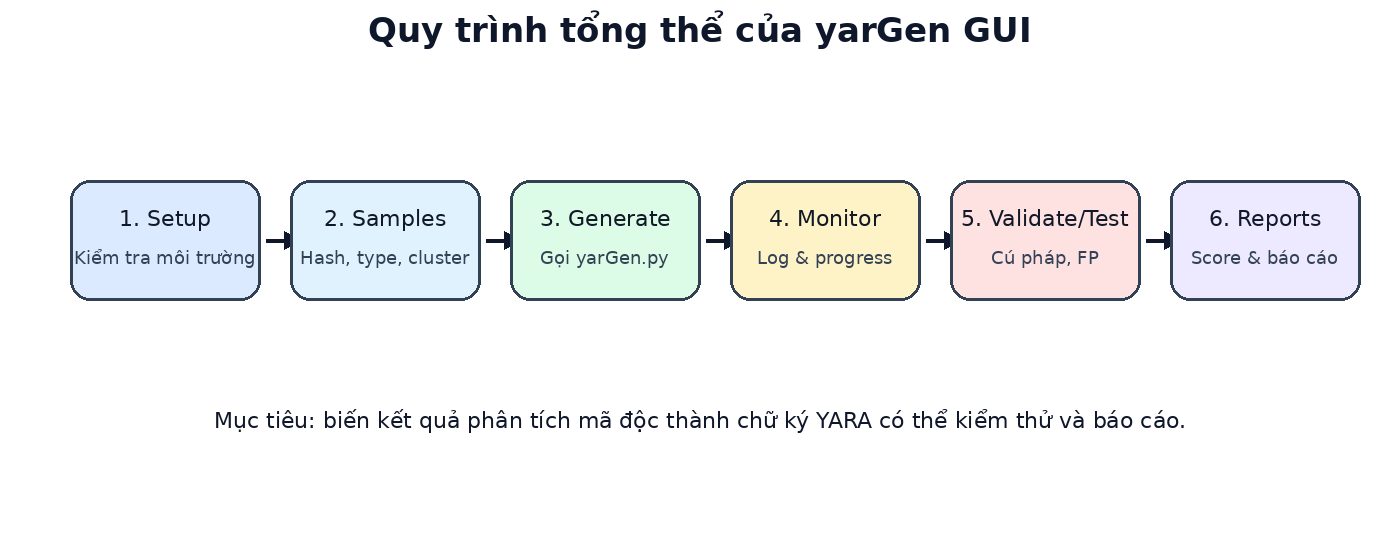 Quy trình tổng thể của yarGen GUI
1. Setup
Kiểm tra môi trường
2. Samples
Hash, type, cluster
3. Generate
Gọi yarGen.py
4. Monitor
Log & progress
5. Validate/Test
Cú pháp, FP
6. Reports
Score & báo cáo
Mục tiêu: biến kết quả phân tích mã độc thành chữ ký YARA có thể kiểm thử và báo cáo.